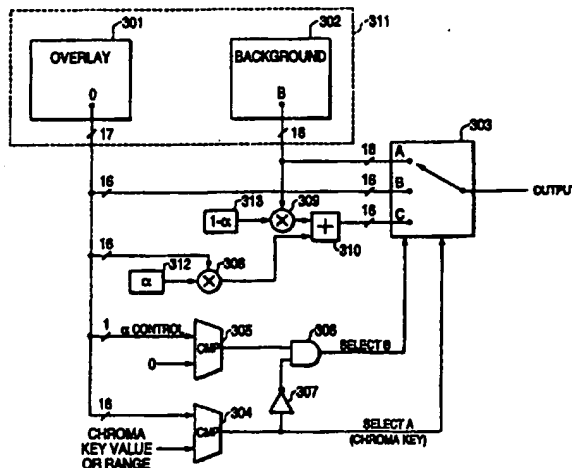 301
302
311
OVERLAY
BACKGROUND
303
0
B
17
16
16
A
16
B
OUTPUT
313
1-α
309
16
C
310
16
312
α
308
1
α CONTROL
305
306
CMP
SELECT B
0
307
16
304
CMP
SELECT A
(CHROMA KEY)
CHROMA
KEY VALUE
OR RANGE